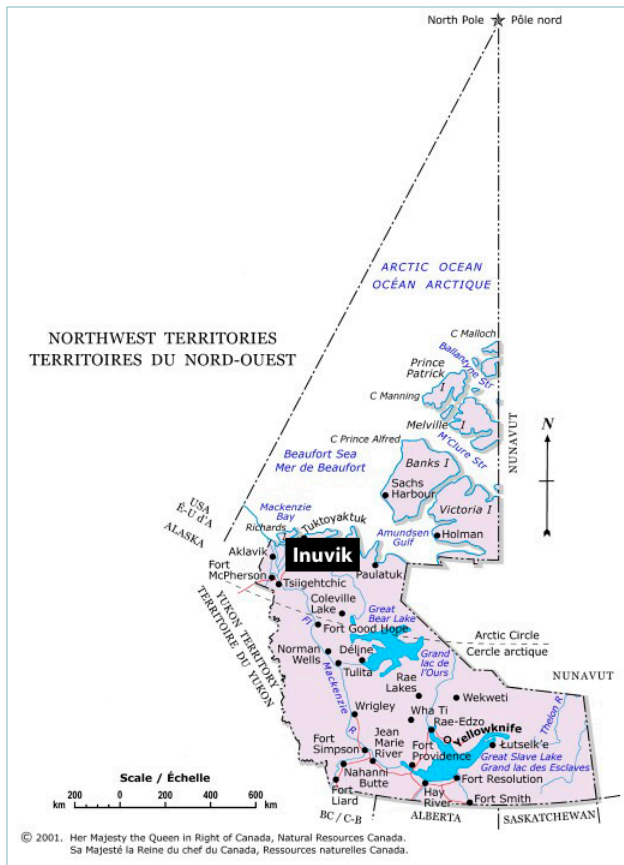 North Pole Pôle nord
ARCTIC OCEAN
OCÉAN ARCTIQUE
NORTHWEST TERRITORIES
TERRITOIRES DU NORD-OUEST
C Malloch
Ballantyne Str
Prince
Patrick
I
C Manning
Melville I
M'Clure Str
NUNAVUT
N
C Prince Alfred
Beaufort Sea
Mer de Beaufort
Banks I
Sachs
Harbour
Victoria I
USA
É-U d'A
ALASKA
Mackenzie
Bay
Richards I
Tuktoyaktuk
Amundsen
Gulf
Holman
Aklavik
Inuvik
Fort
McPherson
Paulatuk
Tsiigehtchic
YUKON TERRITORY
TERRITOIRE DU YUKON
Coleville
Lake
Great
Bear Lake
Fort Good Hope
Arctic Circle
Cercle arctique
Norman
Wells
Déljne
Tulita
Grand
lac de
l'Ours
Mackenzie R
Fl
Rae
Lakes
Wekweti
NUNAVUT
Thelon R
Wrigley
Wha Ti
Rae-Edzo
Yellowknife
Jean
Marie
River
Fort
Simpson
Fort
Providence
Łutselk'e
Great Slave Lake
Grand lac des Esclaves
Nahanni
Butte
Fort Resolution
Fort
Liard
Hay
River
Fort Smith
BC / C-B
ALBERTA
SASKATCHEWAN
Scale / Échelle
200 0 200 400 600
km km
© 2001. Her Majesty the Queen in Right of Canada, Natural Resources Canada.
Sa Majesté la Reine du chef du Canada, Ressources naturelles Canada.